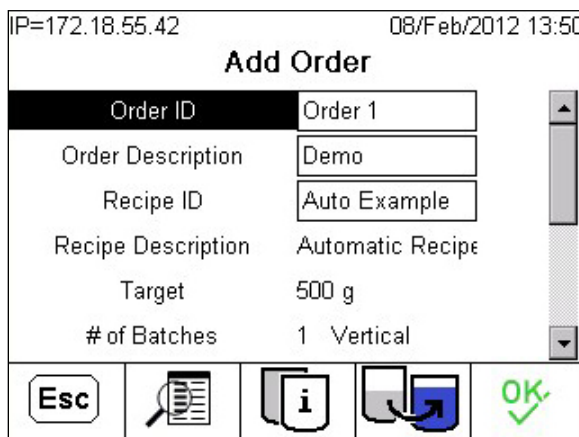 IP=172.18.55.42 08/Feb/2012 13:50
Add Order
Order ID Order 1
Order Description Demo
Recipe ID Auto Example
Recipe Description Automatic Recipe
Target 500 g
# of Batches 1 Vertical
Esc i OK